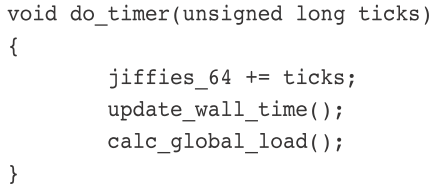 void do_timer(unsigned long ticks)
{
        jiffies_64 += ticks;
        update_wall_time();
        calc_global_load();
}